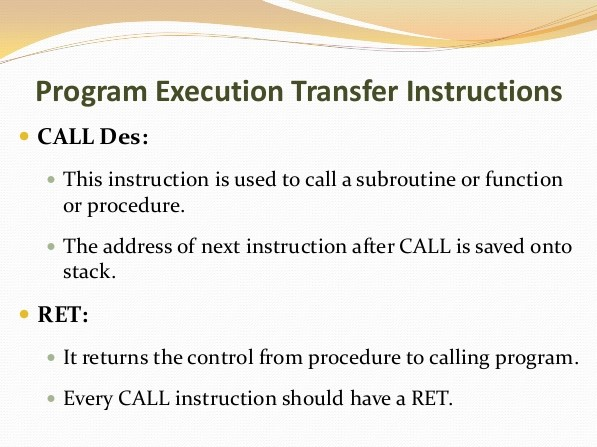 Program Execution Transfer Instructions
• CALL Des:
• This instruction is used to call a subroutine or function
or procedure.
• The address of next instruction after CALL is saved onto
stack.
• RET:
• It returns the control from procedure to calling program.
• Every CALL instruction should have a RET.